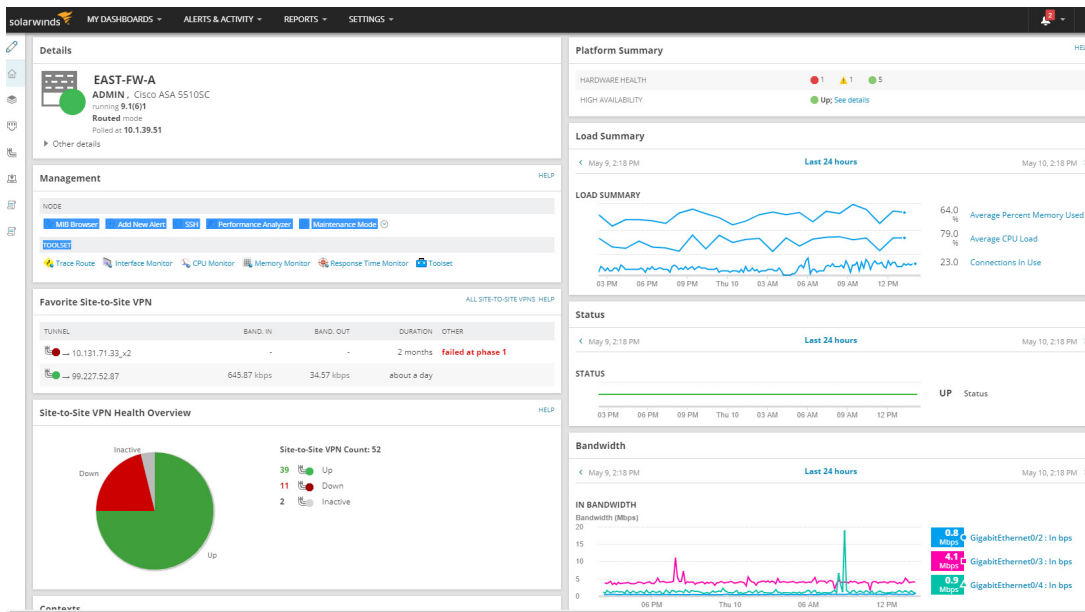 solarwinds MY DASHBOARDS ALERTS & ACTIVITY REPORTS SETTINGS 2
Details
EAST-FW-A
ADMIN , Cisco ASA 5510SC
running 9.1(6)1
Routed mode
Polled at 10.1.39.51
Other details
Management HELP
NODE
MIB Browser Add New Alert SSH Performance Analyzer Maintenance Mode
TOOLSET
Trace Route Interface Monitor CPU Monitor Memory Monitor Response Time Monitor Toolset
Favorite Site-to-Site VPN ALL SITE-TO-SITE VPNS HELP
TUNNEL BAND. IN BAND. OUT DURATION OTHER
→ 10.131.71.33_x2 - - 2 months failed at phase 1
→ 99.227.52.87 645.87 kbps 34.57 kbps about a day
Site-to-Site VPN Health Overview HELP
Inactive
Down
Up
Site-to-Site VPN Count: 52
39 Up
11 Down
2 Inactive
Contexts
Platform Summary HEL
HARDWARE HEALTH 1 1 5
HIGH AVAILABILITY Up; See details
Load Summary
May 9, 2:18 PM Last 24 hours May 10, 2:18 PM
LOAD SUMMARY
64.0 % Average Percent Memory Used
79.0 % Average CPU Load
23.0 Connections In Use
03 PM 06 PM 09 PM Thu 10 03 AM 06 AM 09 AM 12 PM
Status
May 9, 2:18 PM Last 24 hours May 10, 2:18 PM
STATUS
UP Status
03 PM 06 PM 09 PM Thu 10 03 AM 06 AM 09 AM 12 PM
Bandwidth
May 9, 2:18 PM Last 24 hours May 10, 2:18 PM
IN BANDWIDTH
Bandwidth (Mbps)
20
15
10
5
0
06 PM Thu 10 06 AM 12 PM
0.8 Mbps GigabitEthernet0/2 : In bps
4.1 Mbps GigabitEthernet0/3 : In bps
0.9 Mbps GigabitEthernet0/4 : In bps